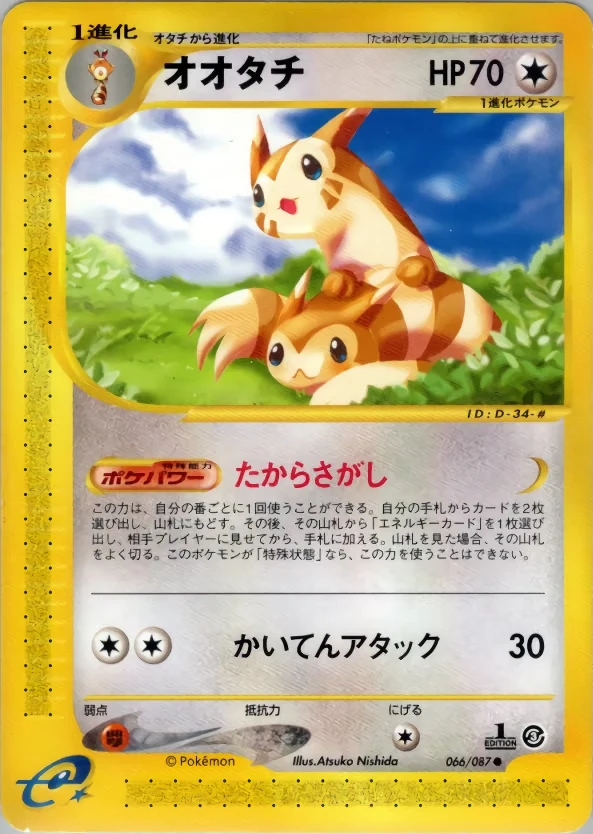 1進化
オタチから進化
「たねポケモン」の上に重ねて進化させます。
オオタチ
HP70
1進化ポケモン
ID:D-34-#
特殊能力
ポケパワー
たからさがし
この力は、自分の番ごとに1回使うことができる。自分の手札からカードを2枚
選び出し、山札にもどす。その後、その山札から「エネルギーカード」を1枚選び
出し、相手プレイヤーに見せてから、手札に加える。山札を見た場合、その山札
をよく切る。このポケモンが「特殊状態」なら、この力を使うことはできない。
かいてんアタック
30
弱点
抵抗力
にげる
闘
1
EDITION
©Pokémon
Illus.Atsuko Nishida
066/087
e